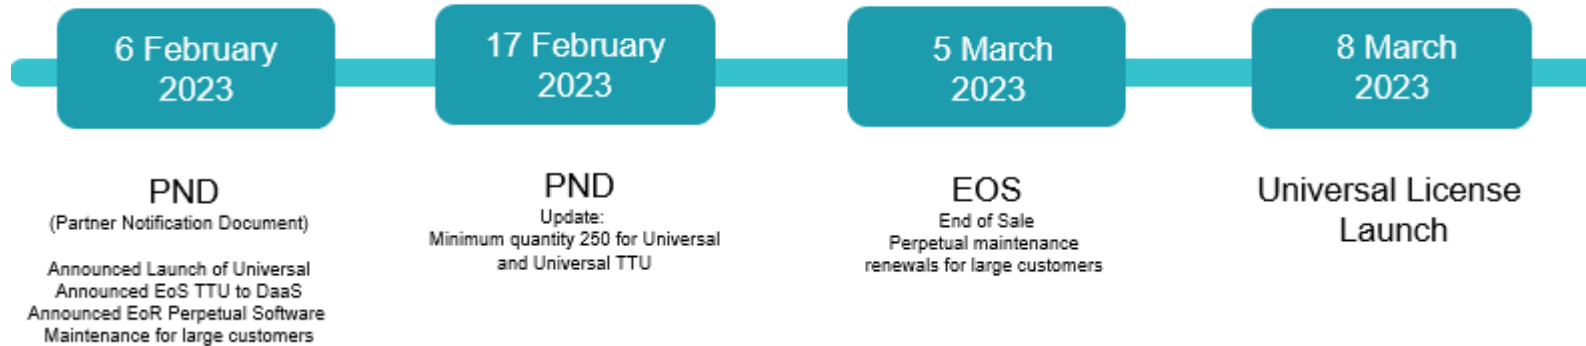 6 February
2023
17 February
2023
5 March
2023
8 March
2023
PND
(Partner Notification Document)
Announced Launch of Universal
Announced EoS TTU to DaaS
Announced EoR Perpetual Software
Maintenance for large customers
PND
Update:
Minimum quantity 250 for Universal
and Universal TTU
EOS
End of Sale
Perpetual maintenance
renewals for large customers
Universal License
Launch